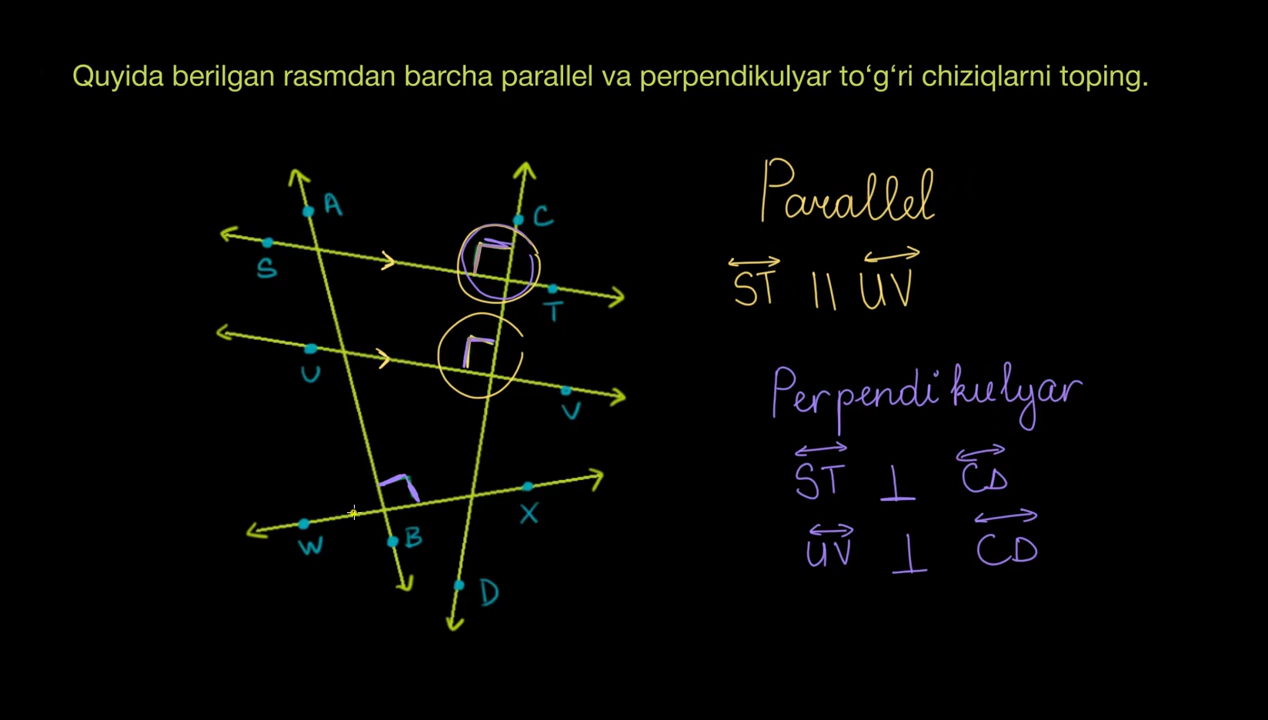 Quyida berilgan rasmdan barcha parallel va perpendikulyar to‘g‘ri chiziqlarni toping.
A
C
S
T
U
V
W
B
X
D
Parallel
ST || UV
Perpendikulyar
ST ⊥ CD
UV ⊥ CD